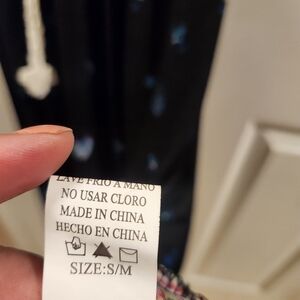 LAVE FRIO A MANO
NO USAR CLORO
MADE IN CHINA
HECHO EN CHINA
SIZE:S/M